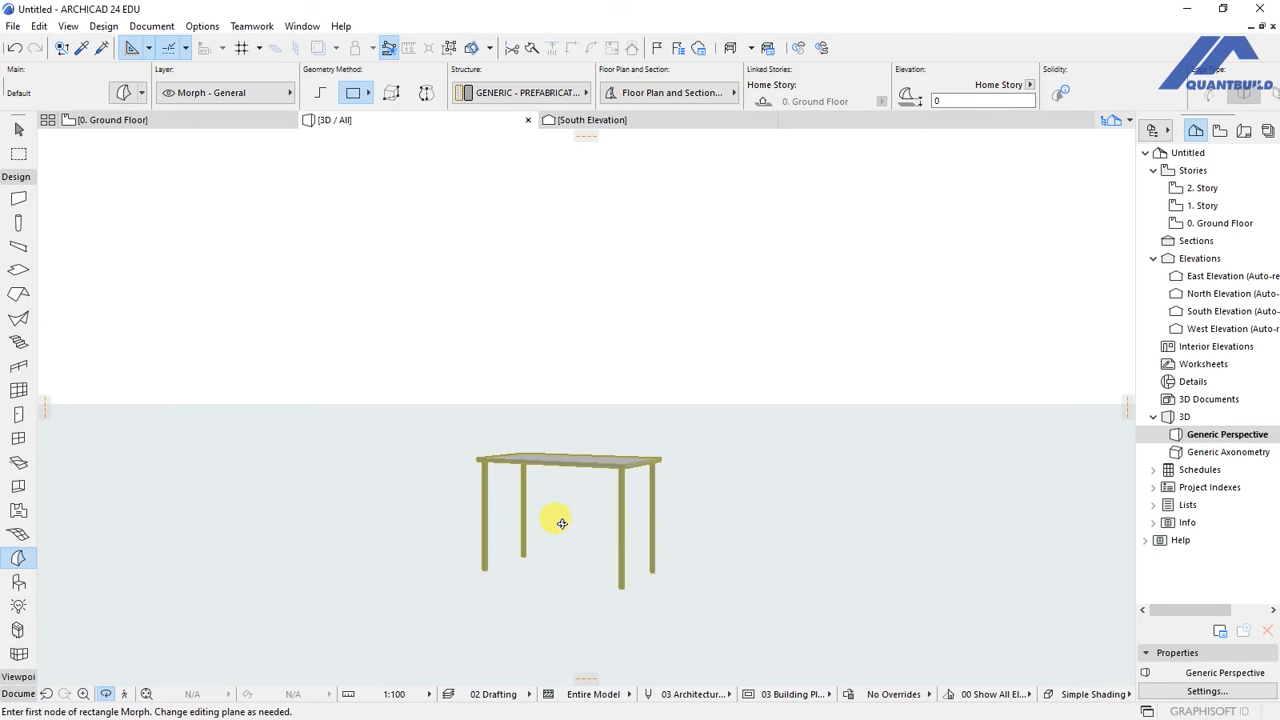 Untitled - ARCHICAD 24 EDU
File Edit View Design Document Options Teamwork Window Help
Main: Layer: Geometry Method: Structure: Floor Plan and Section: Linked Stories: Elevation: Solidity:
Default Morph - General GENERIC... Floor Plan and Section... Home Story: 0. Ground Floor Home Story 0
QUANTBUILD
[0. Ground Floor] [3D / All] [South Elevation]
Design
Untitled
Stories
2. Story
1. Story
0. Ground Floor
Sections
Elevations
East Elevation (Auto-re
North Elevation (Auto-
South Elevation (Auto-
West Elevation (Auto-r
Interior Elevations
Worksheets
Details
3D Documents
3D
Generic Perspective
Generic Axonometry
Schedules
Project Indexes
Lists
Info
Help
Properties
Generic Perspective
Settings...
Viewpoi
Docume
N/A N/A 1:100 02 Drafting Entire Model 03 Architectur... 03 Building Pl... No Overrides 00 Show All El... Simple Shading
Enter first node of rectangle Morph. Change editing plane as needed.
GRAPHISOFT ID